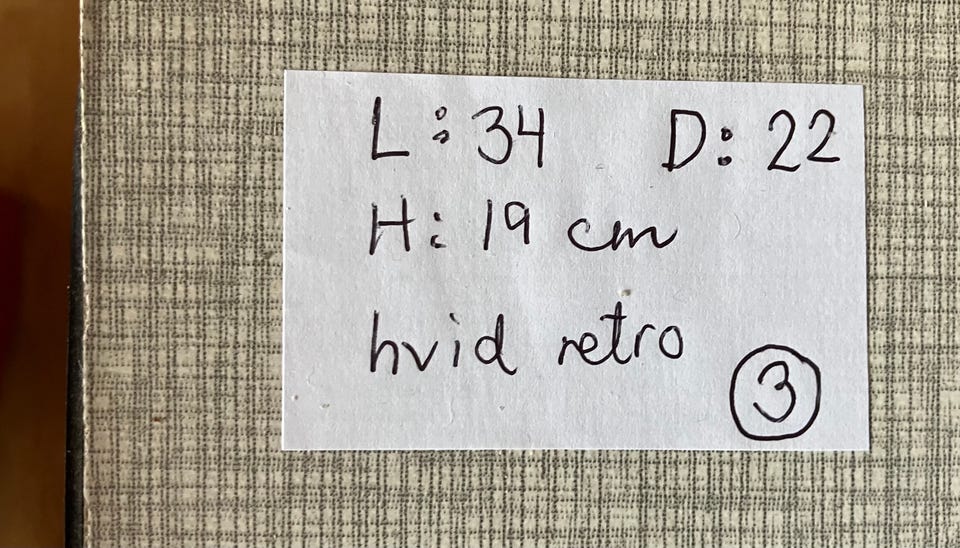 L: 34 D: 22
H: 19 cm
hvid retro
3